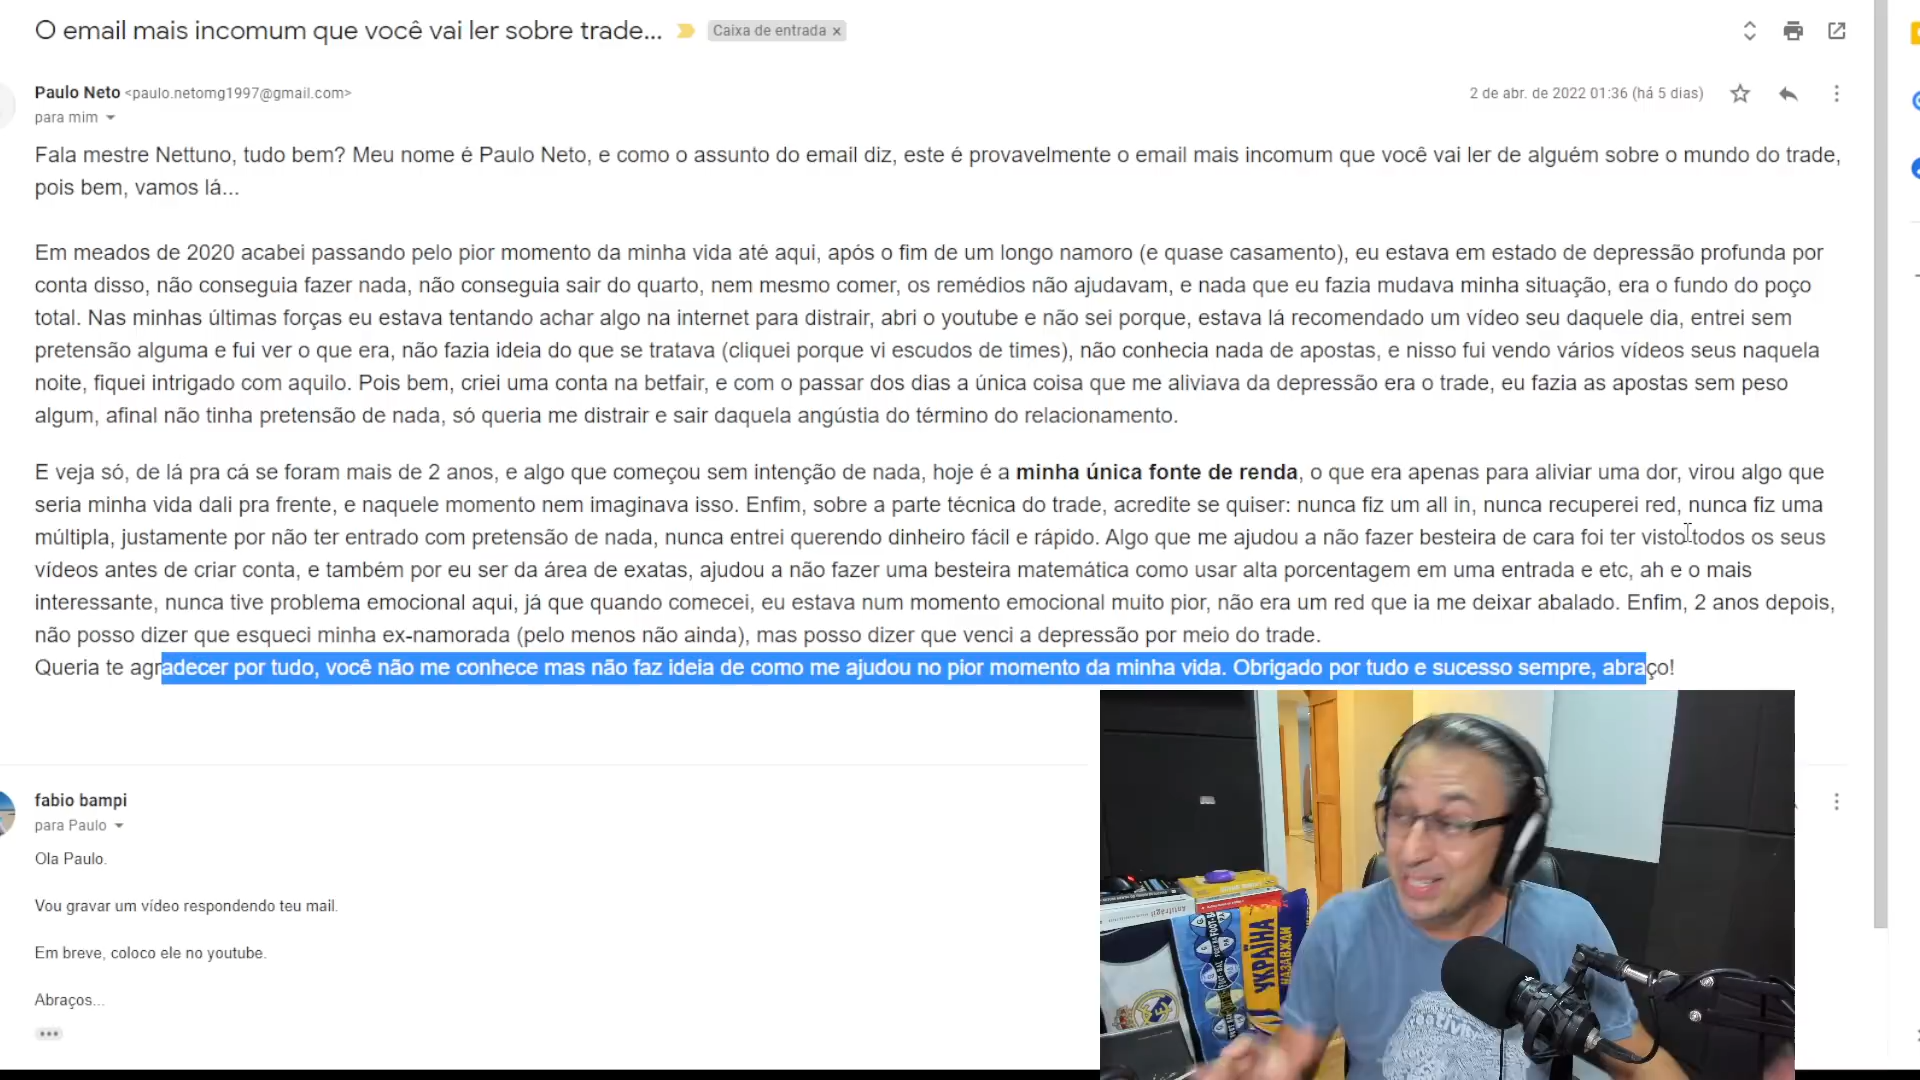 O email mais incomum que você vai ler sobre trade...
Caixa de entrada ×
Paulo Neto <paulo.netomg1997@gmail.com>
2 de abr. de 2022 01:36 (há 5 dias)
para mim
Fala mestre Nettuno, tudo bem? Meu nome é Paulo Neto, e como o assunto do email diz, este é provavelmente o email mais incomum que você vai ler de alguém sobre o mundo do trade,
pois bem, vamos lá...
Em meados de 2020 acabei passando pelo pior momento da minha vida até aqui, após o fim de um longo namoro (e quase casamento), eu estava em estado de depressão profunda por
conta disso, não conseguia fazer nada, não conseguia sair do quarto, nem mesmo comer, os remédios não ajudavam, e nada que eu fazia mudava minha situação, era o fundo do poço
total. Nas minhas últimas forças eu estava tentando achar algo na internet para distrair, abri o youtube e não sei porque, estava lá recomendado um vídeo seu daquele dia, entrei sem
pretensão alguma e fui ver o que era, não fazia ideia do que se tratava (cliquei porque vi escudos de times), não conhecia nada de apostas, e nisso fui vendo vários vídeos seus naquela
noite, fiquei intrigado com aquilo. Pois bem, criei uma conta na betfair, e com o passar dos dias a única coisa que me aliviava da depressão era o trade, eu fazia as apostas sem peso
algum, afinal não tinha pretensão de nada, só queria me distrair e sair daquela angústia do término do relacionamento.
E veja só, de lá pra cá se foram mais de 2 anos, e algo que começou sem intenção de nada, hoje é a minha única fonte de renda, o que era apenas para aliviar uma dor, virou algo que
seria minha vida dali pra frente, e naquele momento nem imaginava isso. Enfim, sobre a parte técnica do trade, acredite se quiser: nunca fiz um all in, nunca recuperei red, nunca fiz uma
múltipla, justamente por não ter entrado com pretensão de nada, nunca entrei querendo dinheiro fácil e rápido. Algo que me ajudou a não fazer besteira de cara foi ter visto todos os seus
vídeos antes de criar conta, e também por eu ser da área de exatas, ajudou a não fazer uma besteira matemática como usar alta porcentagem em uma entrada e etc, ah e o mais
interessante, nunca tive problema emocional aqui, já que quando comecei, eu estava num momento emocional muito pior, não era um red que ia me deixar abalado. Enfim, 2 anos depois,
não posso dizer que esqueci minha ex-namorada (pelo menos não ainda), mas posso dizer que venci a depressão por meio do trade.
Queria te agradecer por tudo, você não me conhece mas não faz ideia de como me ajudou no pior momento da minha vida. Obrigado por tudo e sucesso sempre, abraço!
fabio bampi
para Paulo
Ola Paulo.
Vou gravar um vídeo respondendo teu mail.
Em breve, coloco ele no youtube.
Abraços...
УКРАЇНА
НАЗАВЖДИ